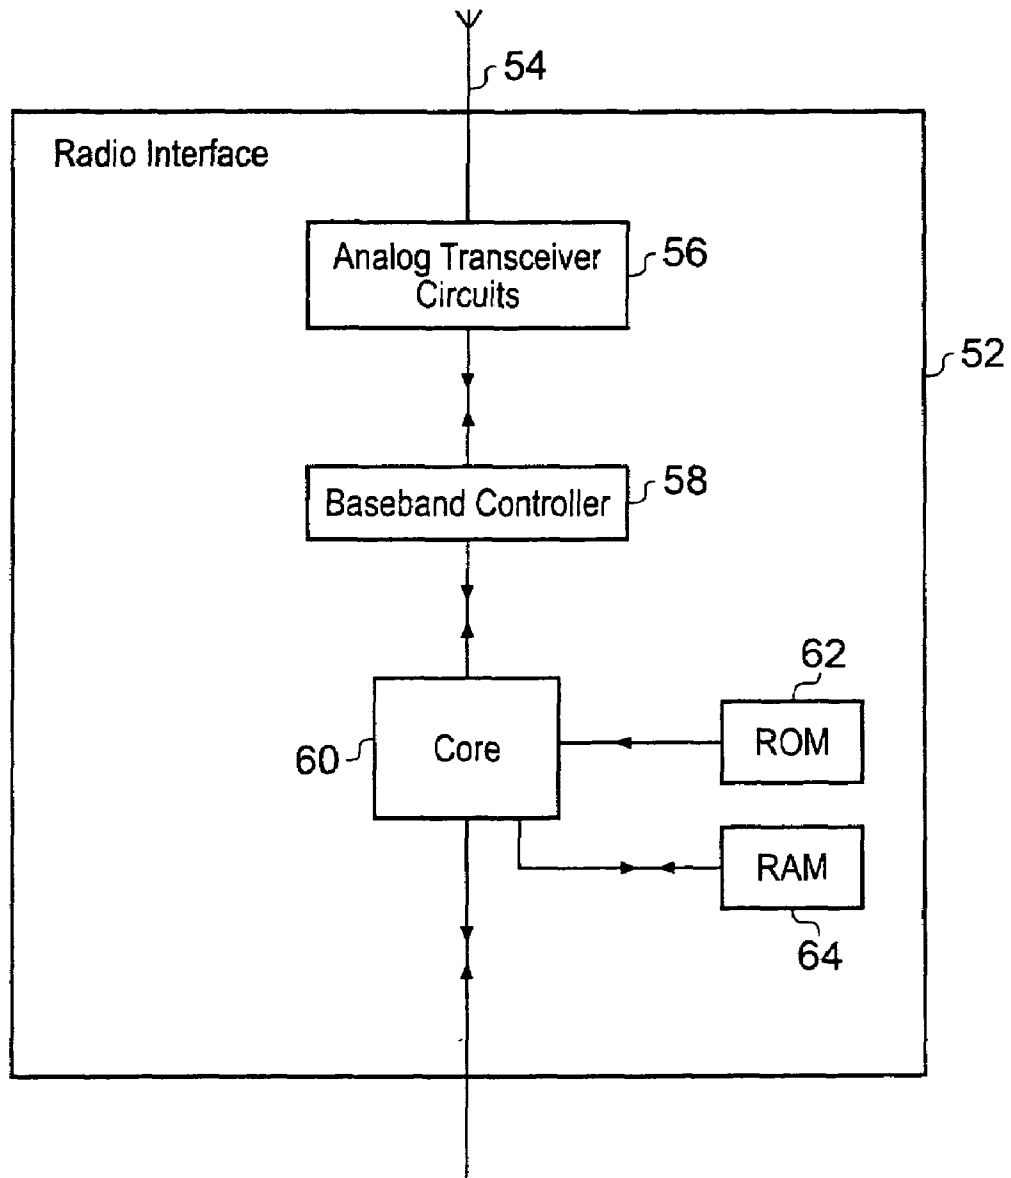 54
Radio Interface
Analog Transceiver
Circuits
56
52
Baseband Controller
58
62
60
Core
ROM
RAM
64